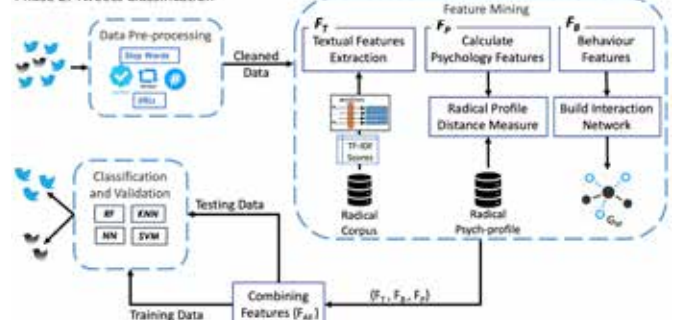 Phase 2: Tweets Classification
Feature Mining
Data Pre-processing
Stop Words
URLs
Cleaned
Data
F_T
Textual Features
Extraction
F_P
Calculate
Psychology Features
F_B
Behaviour
Features
Radical Profile
Distance Measure
Build Interaction
Network
TF-IDF
Scores
Radical
Corpus
Radical
Psych-profile
Classification
and Validation
RF
KNN
NN
SVM
Testing Data
Training Data
Combining
Features (F_All)
(F_T , F_B , F_P)